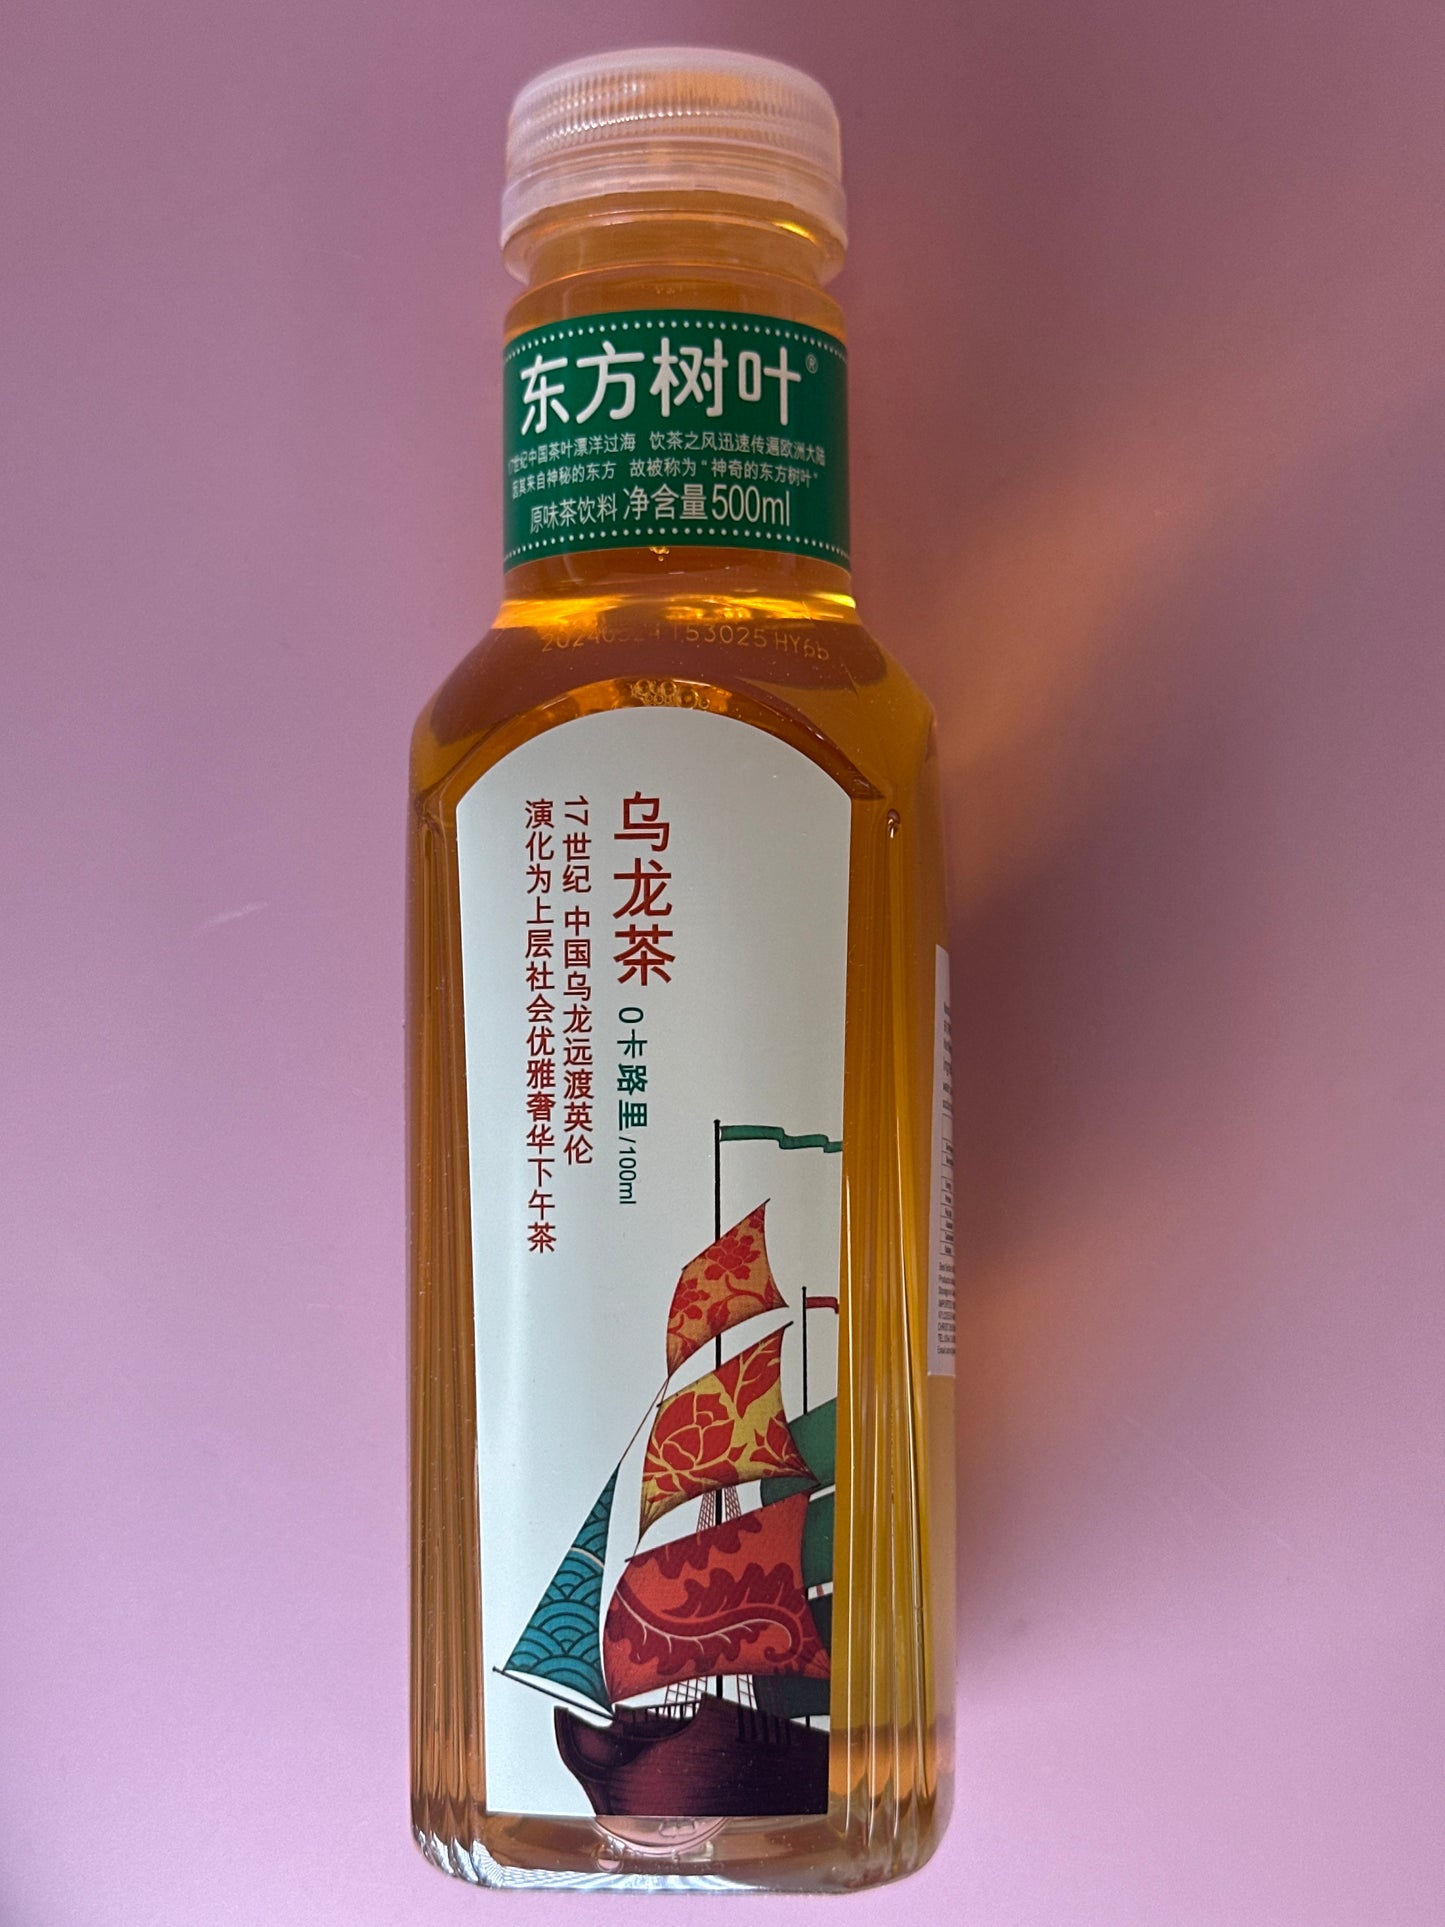 东方树叶®
17世纪中国茶叶漂洋过海 饮茶之风迅速传遍欧洲大陆
因其来自神秘的东方 故被称为“神奇的东方树叶”
原味茶饮料 净含量500ml
153025 HY6b
乌龙茶 0卡路里/100ml
17世纪 中国乌龙远渡英伦
演化为上层社会优雅奢华下午茶